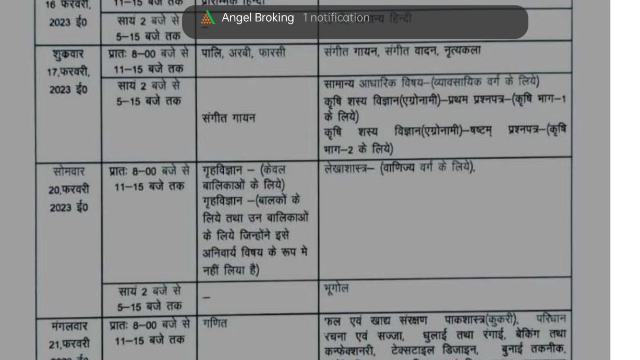 16 फरवरी,
11–15 बजे तक
प्रारम्भिक हिन्दी
Angel Broking 1 notification
हिन्दी
2023 ई0
सायं 2 बजे से
–
5–15 बजे तक
शुक्रवार
17,फरवरी,
2023 ई0
प्रातः 8–00 बजे से
11–15 बजे तक
पालि, अरबी, फारसी
संगीत गायन, संगीत वादन, नृत्यकला
सायं 2 बजे से
5–15 बजे तक
संगीत गायन
सामान्य आधारिक विषय–(व्यावसायिक वर्ग के लिये)
कृषि शस्य विज्ञान(एग्रोनामी)–प्रथम प्रश्नपत्र–(कृषि भाग–1
के लिये)
कृषि शस्य विज्ञान(एग्रोनामी)–षष्टम् प्रश्नपत्र–(कृषि
भाग–2 के लिये)
सोमवार
20,फरवरी
2023 ई0
प्रातः 8–00 बजे से
11–15 बजे तक
गृहविज्ञान – (केवल
बालिकाओं के लिये)
गृहविज्ञान –(बालकों के
लिये तथा उन बालिकाओं
के लिये जिन्होंने इसे
अनिवार्य विषय के रूप मे
नहीं लिया है)
लेखाशास्त्र– (वाणिज्य वर्ग के लिये),
सायं 2 बजे से
5–15 बजे तक
–
भूगोल
मंगलवार
21,फरवरी
प्रातः 8–00 बजे से
11–15 बजे तक
गणित
फल एवं खाद्य संरक्षण पाकशास्त्र(कुकरी), परिधान
रचना एवं सज्जा, धुलाई तथा रंगाई, बेकिंग तथा
कन्फेक्शनरी, टेक्सटाइल डिजाइन, बुनाई तकनीक,